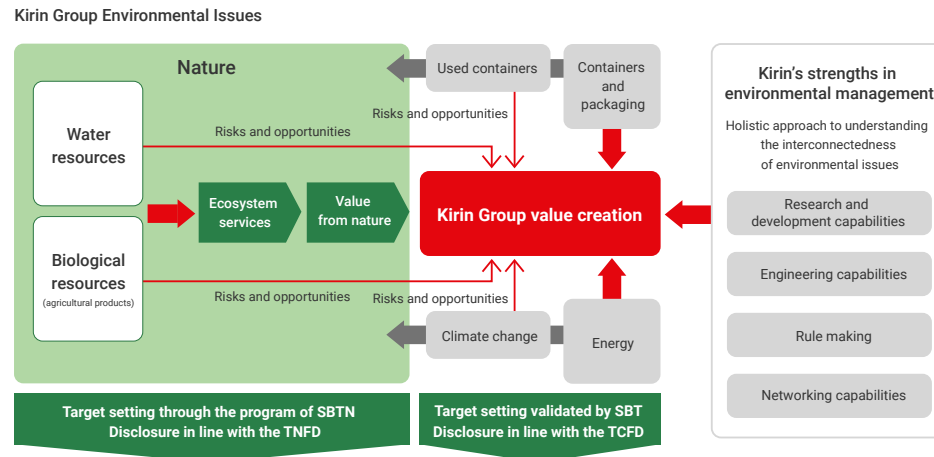 Kirin Group Environmental Issues
Nature
Water
resources
Biological
resources
(agricultural products)
Risks and opportunities
Ecosystem
services
Value
from nature
Risks and opportunities
Used containers
Containers
and
packaging
Risks and opportunities
Kirin Group value creation
Risks and opportunities
Climate change
Energy
Kirin's strengths in
environmental management
Holistic approach to understanding
the interconnectedness
of environmental issues
Research and
development capabilities
Engineering capabilities
Rule making
Networking capabilities
Target setting through the program of SBTN
Disclosure in line with the TNFD
Target setting validated by SBT
Disclosure in line with the TCFD